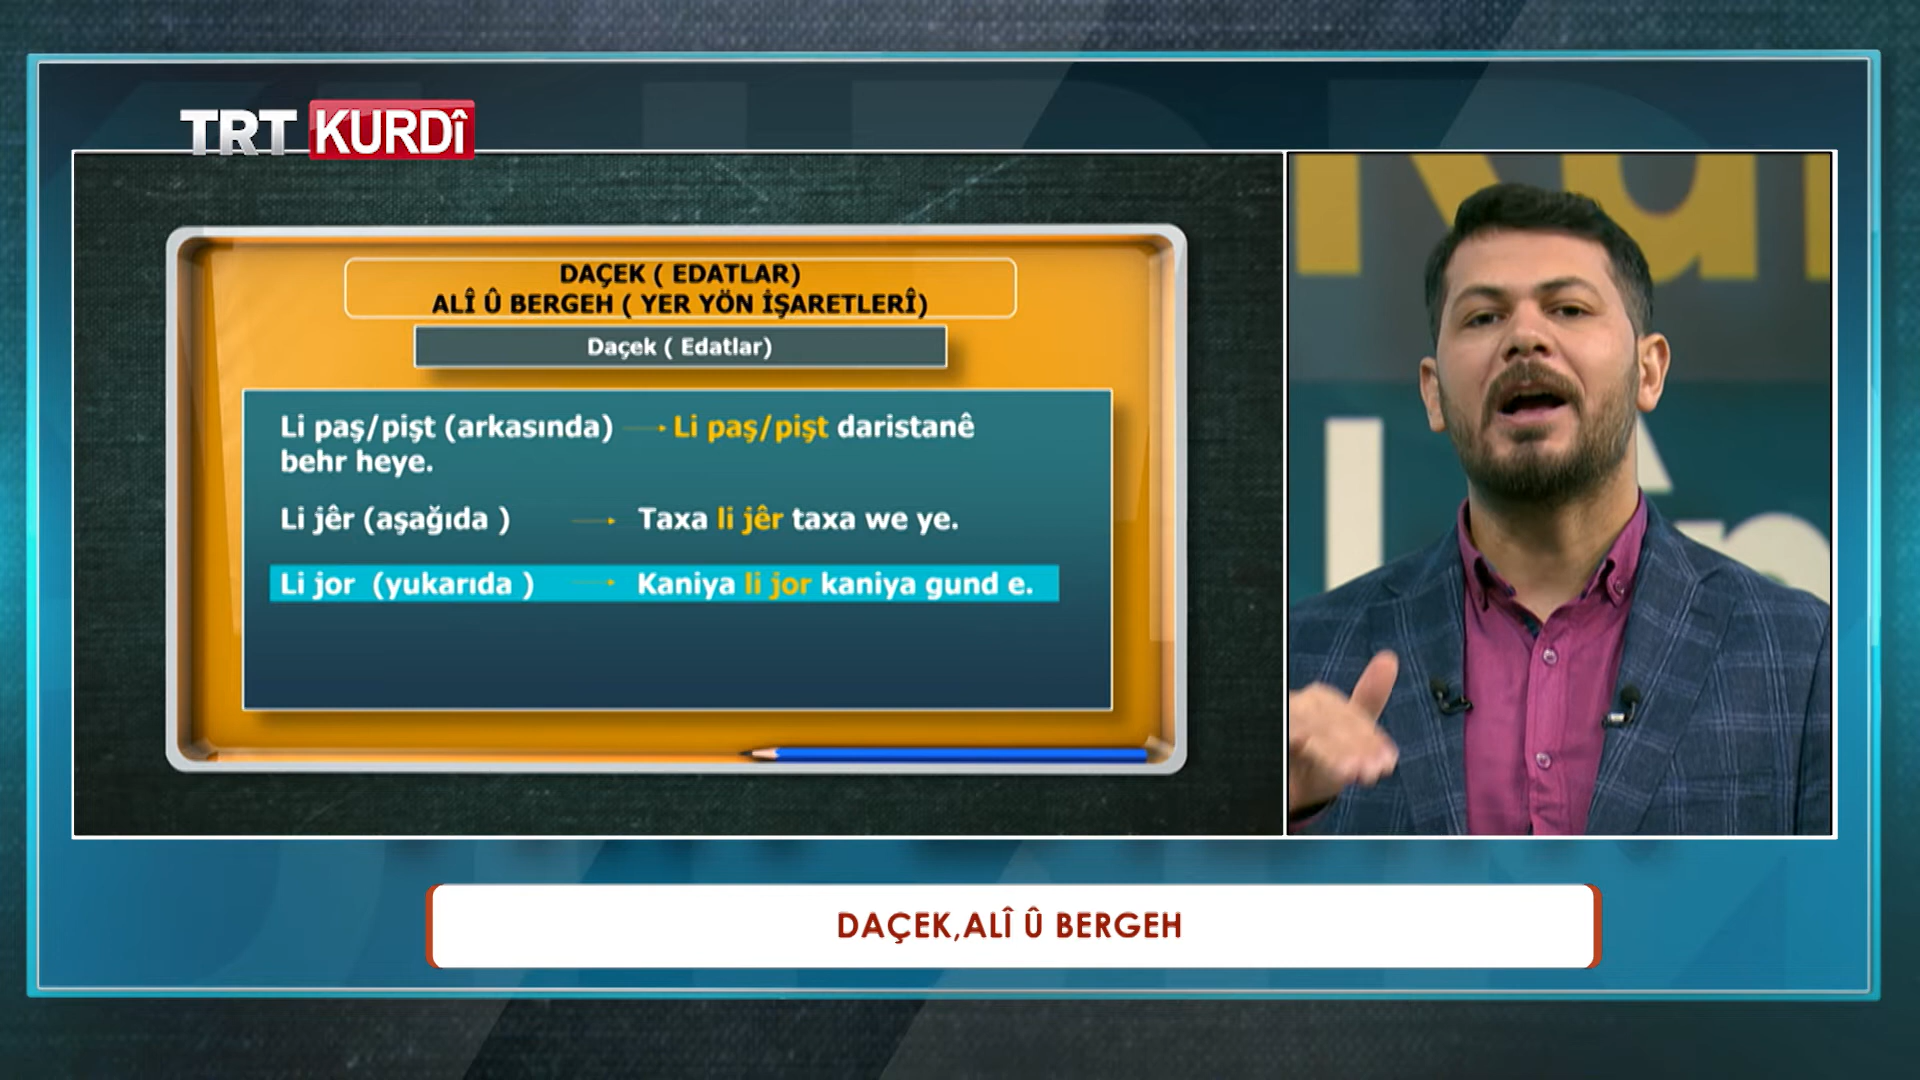 TRT KURDÎ
DAÇEK ( EDATLAR)
ALÎ Û BERGEH ( YER YÖN İŞARETLERÎ)
Daçek ( Edatlar)
Li paş/pişt (arkasında) → Li paş/pişt daristanê
behr heye.
Li jêr (aşağıda ) → Taxa li jêr taxa we ye.
Li jor (yukarıda ) → Kaniya li jor kaniya gund e.
DAÇEK,ALÎ Û BERGEH